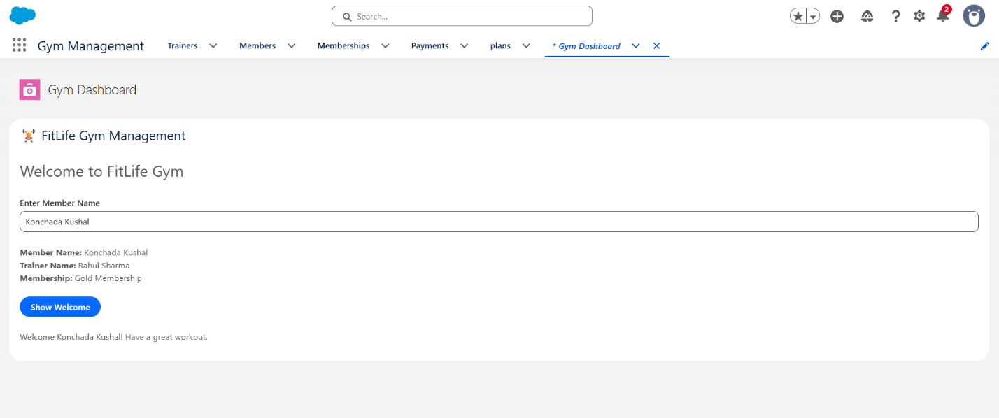 Search...
2
Gym Management Trainers Members Memberships Payments plans * Gym Dashboard
Gym Dashboard
FitLife Gym Management
Welcome to FitLife Gym
Enter Member Name
Konchada Kushal
Member Name: Konchada Kushal
Trainer Name: Rahul Sharma
Membership: Gold Membership
Show Welcome
Welcome Konchada Kushal! Have a great workout.